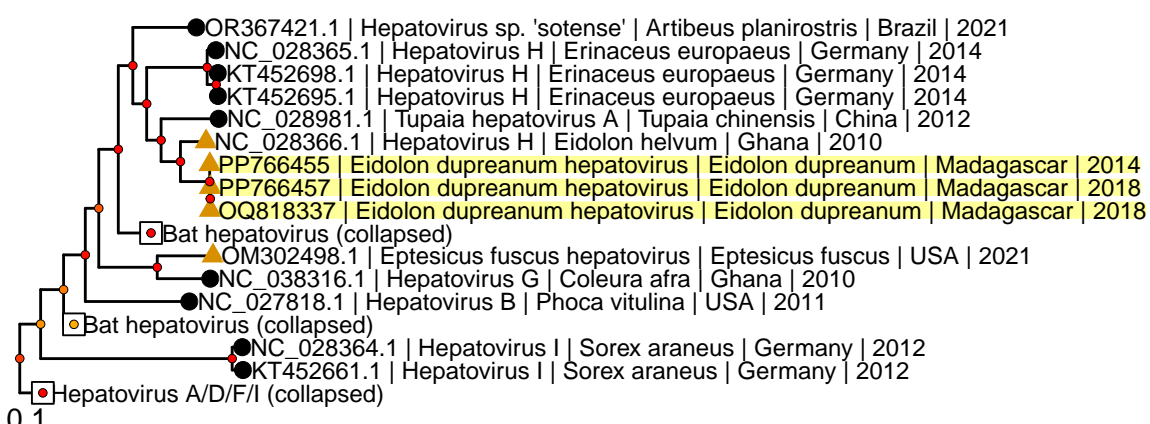 OR367421.1 | Hepatovirus sp. 'sotense' | Artibeus planirostris | Brazil | 2021
NC_028365.1 | Hepatovirus H | Erinaceus europaeus | Germany | 2014
KT452698.1 | Hepatovirus H | Erinaceus europaeus | Germany | 2014
KT452695.1 | Hepatovirus H | Erinaceus europaeus | Germany | 2014
NC_028981.1 | Tupaia hepatovirus A | Tupaia chinensis | China | 2012
NC_028366.1 | Hepatovirus H | Eidolon helvum | Ghana | 2010
PP766455 | Eidolon dupreanum hepatovirus | Eidolon dupreanum | Madagascar | 2014
PP766457 | Eidolon dupreanum hepatovirus | Eidolon dupreanum | Madagascar | 2018
OQ818337 | Eidolon dupreanum hepatovirus | Eidolon dupreanum | Madagascar | 2018
Bat hepatovirus (collapsed)
OM302498.1 | Eptesicus fuscus hepatovirus | Eptesicus fuscus | USA | 2021
NC_038316.1 | Hepatovirus G | Coleura afra | Ghana | 2010
NC_027818.1 | Hepatovirus B | Phoca vitulina | USA | 2011
Bat hepatovirus (collapsed)
NC_028364.1 | Hepatovirus I | Sorex araneus | Germany | 2012
KT452661.1 | Hepatovirus I | Sorex araneus | Germany | 2012
Hepatovirus A/D/F/I (collapsed)
0.1